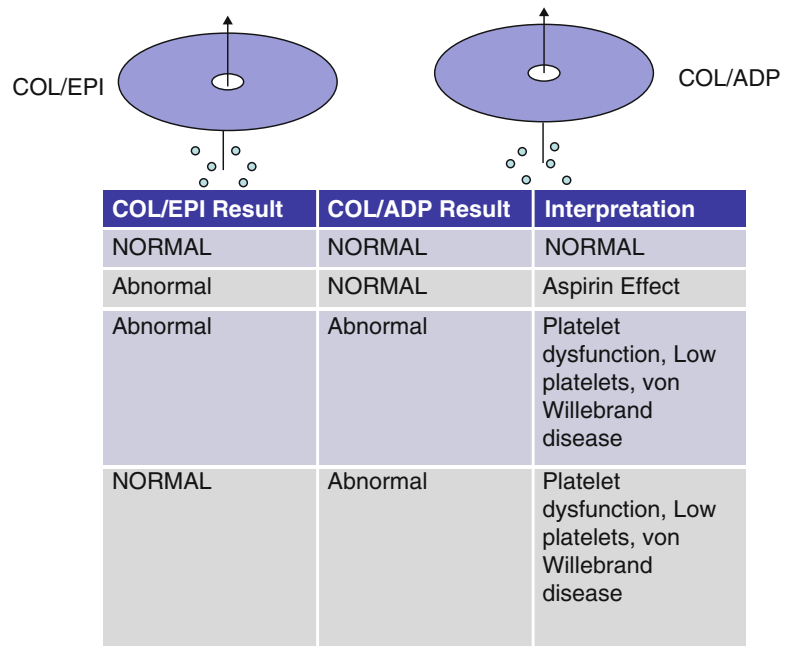 COL/EPI
COL/ADP
COL/EPI Result COL/ADP Result Interpretation
NORMAL NORMAL NORMAL
Abnormal NORMAL Aspirin Effect
Abnormal Abnormal Platelet
dysfunction, Low
platelets, von
Willebrand
disease
NORMAL Abnormal Platelet
dysfunction, Low
platelets, von
Willebrand
disease